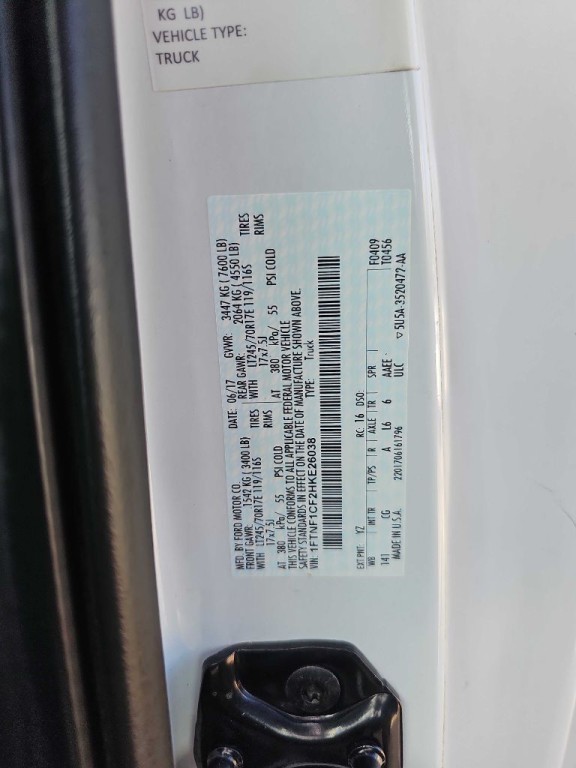 KG LB)
VEHICLE TYPE:
TRUCK
MFD. BY FORD MOTOR CO.
DATE: 06/17 GVWR: 3447 KG ( 7600 LB)
FRONT GAWR: 1542 KG ( 3400 LB) REAR GAWR: 2064 KG ( 4550 LB)
WITH LT245/70R17E 119/116S TIRES WITH LT245/70R17E 119/116S TIRES
17x7.5J RIMS 17x7.5J RIMS
AT 380 kPa/ 55 PSI COLD AT 380 kPa/ 55 PSI COLD
THIS VEHICLE CONFORMS TO ALL APPLICABLE FEDERAL MOTOR VEHICLE
SAFETY STANDARDS IN EFFECT ON THE DATE OF MANUFACTURE SHOWN ABOVE.
VIN: 1FTNF1CF2HKE26038 TYPE: Truck
F0409
T0456
EXT PNT: YZ RC: 16 DSO:
WB INT TR TP/PS R AXLE TR SPR
141 CG A L6 6 AAEE
ULC
MADE IN U.S.A. 2201706161796 ▽5U5A-3520472-AA